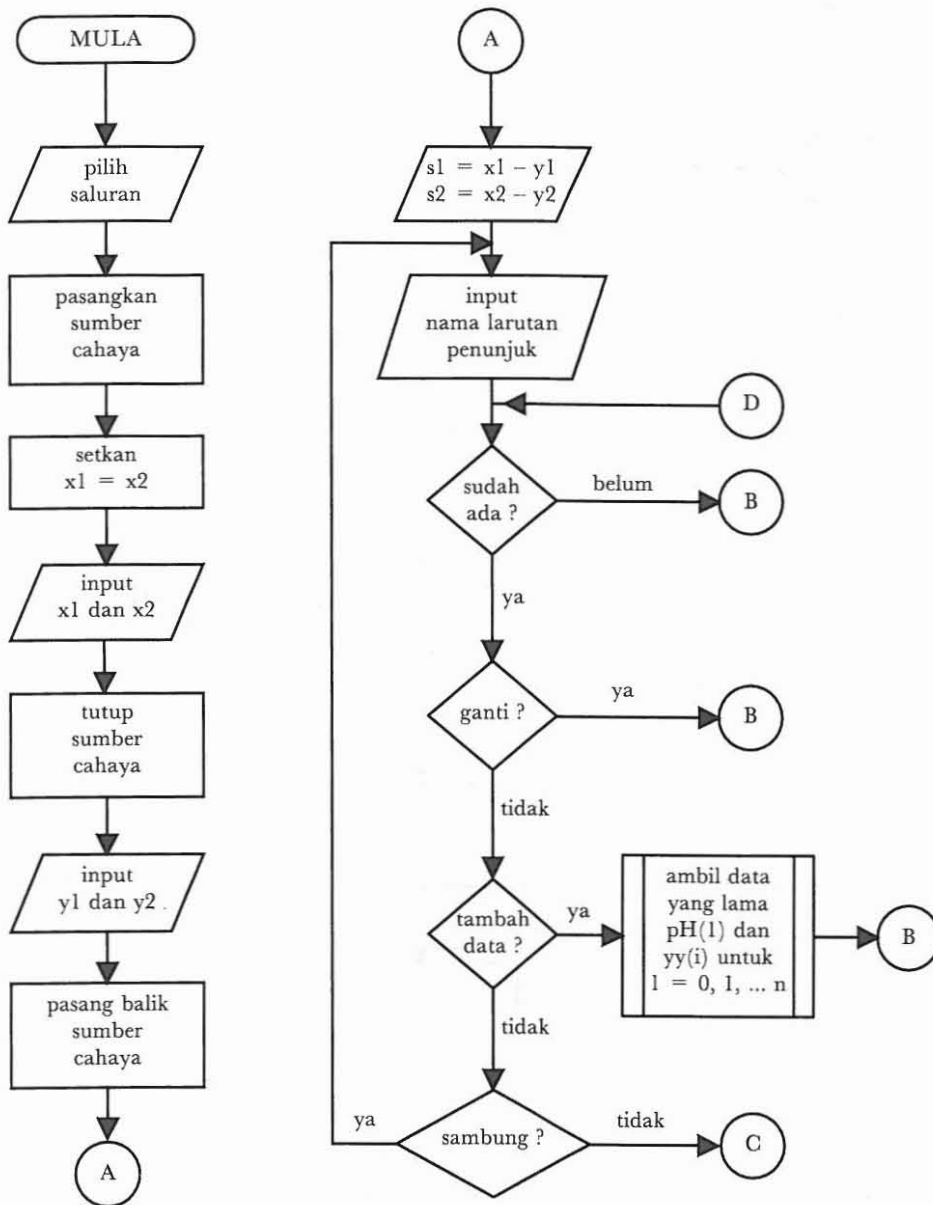 MULA
pilih
saluran
pasangkan
sumber
cahaya
setkan
x1 = x2
input
x1 dan x2
tutup
sumber
cahaya
input
y1 dan y2
pasang balik
sumber
cahaya
A
A
s1 = x1 – y1
s2 = x2 – y2
input
nama larutan
penunjuk
D
sudah
ada ?
belum
B
ya
ganti ?
ya
B
tidak
tambah
data ?
ya
ambil data
yang lama
pH(1) dan
yy(i) untuk
1 = 0, 1, ... n
B
tidak
sambung ?
ya
tidak
C